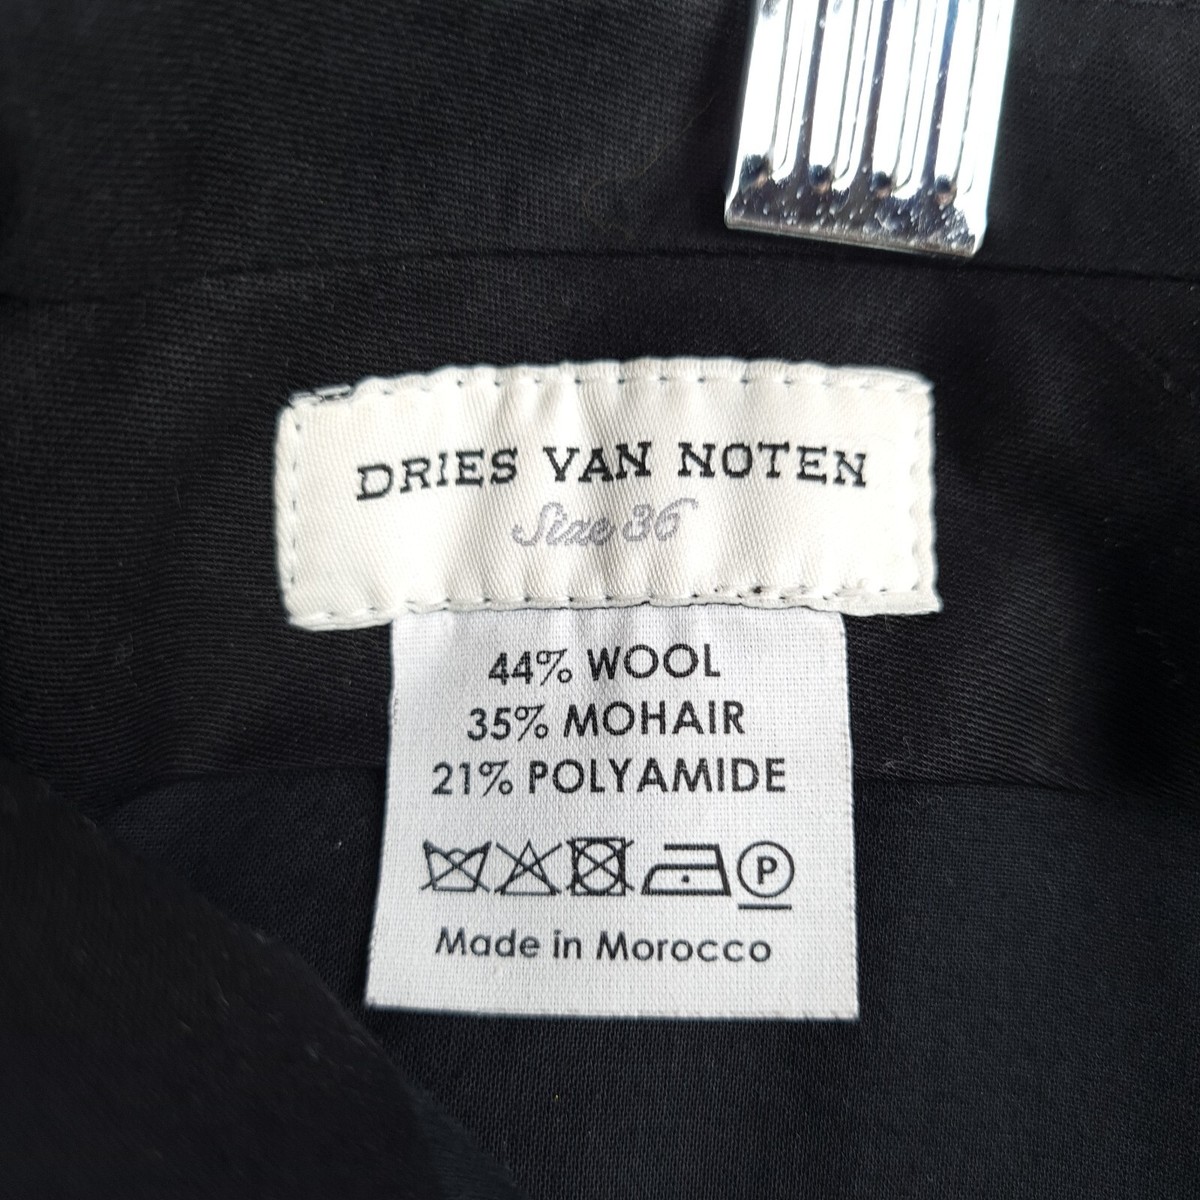 DRIES VAN NOTEN
Size 36
44% WOOL
35% MOHAIR
21% POLYAMIDE
P
Made in Morocco